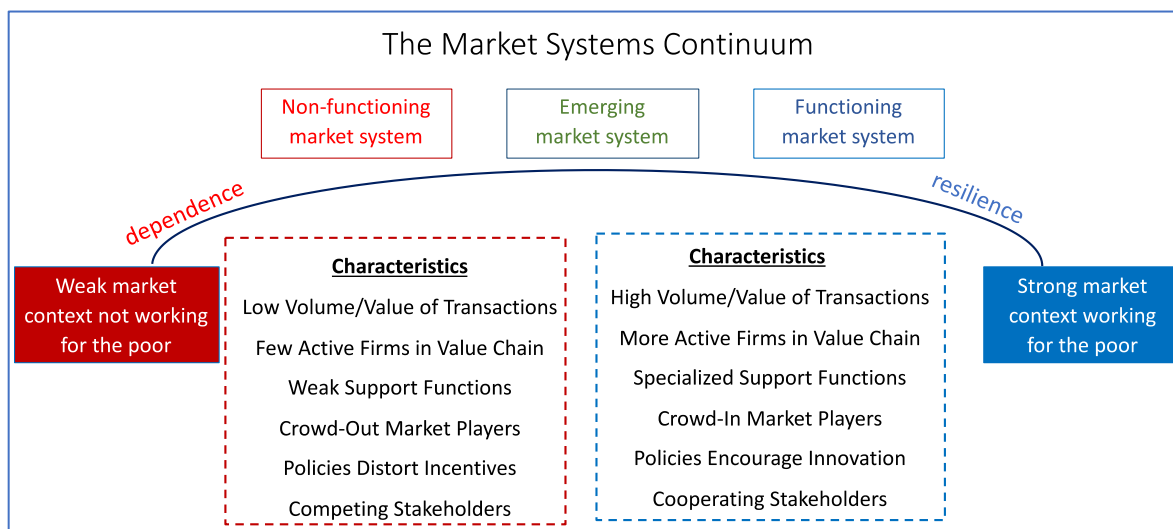 The Market Systems Continuum
Non-functioning
market system
Emerging
market system
Functioning
market system
dependence
resilience
Weak market
context not working
for the poor
Characteristics
Low Volume/Value of Transactions
Few Active Firms in Value Chain
Weak Support Functions
Crowd-Out Market Players
Policies Distort Incentives
Competing Stakeholders
Characteristics
High Volume/Value of Transactions
More Active Firms in Value Chain
Specialized Support Functions
Crowd-In Market Players
Policies Encourage Innovation
Cooperating Stakeholders
Strong market
context working
for the poor